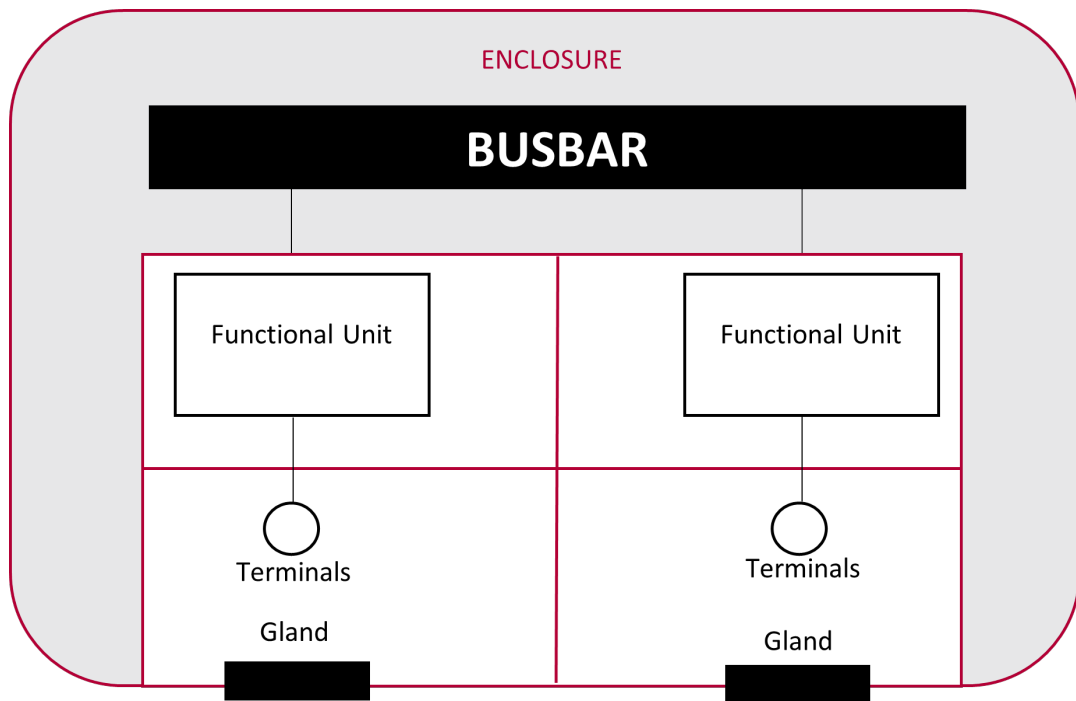 ENCLOSURE
BUSBAR
Functional Unit
Functional Unit
Terminals
Terminals
Gland
Gland